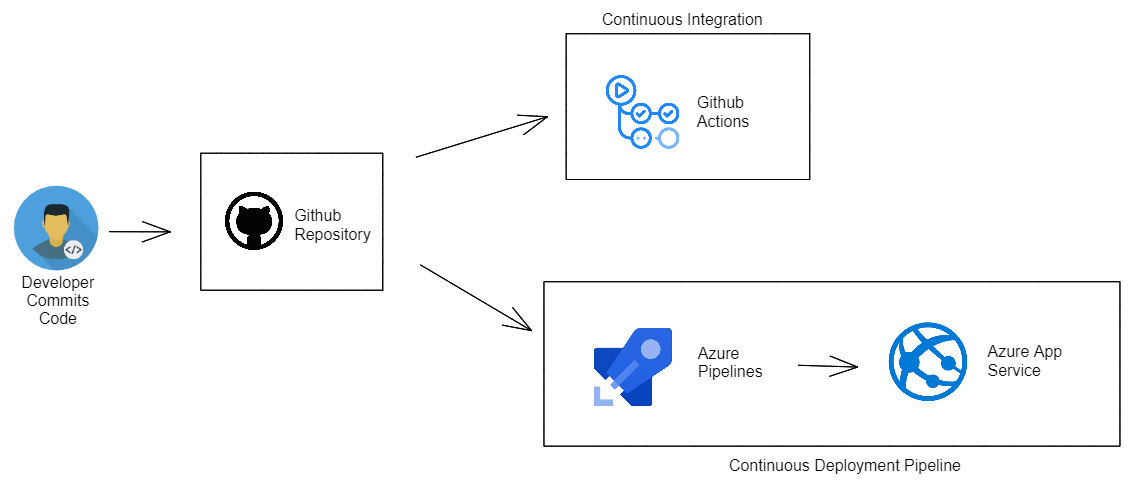 Continuous Integration
Github
Actions
Github
Repository
Developer
Commits
Code
</>
Azure
Pipelines
Azure App
Service
Continuous Deployment Pipeline